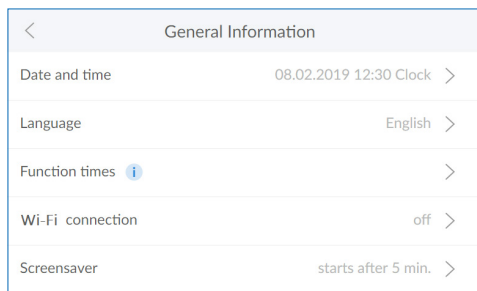 General Information
Date and time 08.02.2019 12:30 Clock
Language English
Function times i
Wi-Fi connection off
Screensaver starts after 5 min.